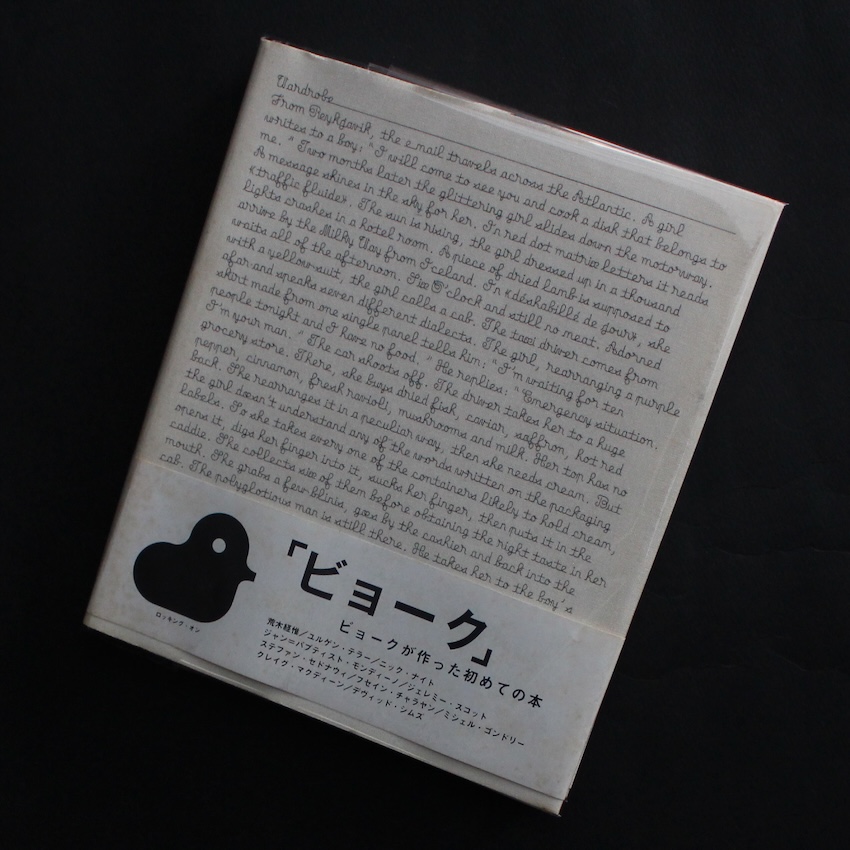 Wardrobe
From Reykjavik, the e.mail travels across the Atlantic. A girl
writes to a boy: "I will come to see you and cook a dish that belongs to
me." Two months later the glittering girl slides down the motorway.
A message shines in the sky for her. In red dot matrix letters it reads
«traffic fluide». The sun is rising, the girl dressed up in a thousand
lights crashes in a hotel room. A piece of dried lamb is supposed to
arrive by the Milky Way from Iceland. In «déshabillé de jour», she
waits all of the afternoon. Six O'clock and still no meat. Adorned
with a yellow suit, the girl calls a cab. The taxi driver comes from
afar and speaks seven different dialects. The girl, rearranging a purple
skirt made from one single panel tells him: "I'm waiting for ten
people tonight and I have no food." He replies: "Emergency situation.
I'm your man." The car shoots off. The driver takes her to a huge
grocery store. There, she buys dried fish, caviar, saffron, hot red
pepper, cinnamon, fresh ravioli, mushrooms and milk. Her top has no
back. She rearranges it in a peculiar way, then she needs cream. But
the girl doesn't understand any of the words written on the packaging
labels. So she takes every one of the containers likely to hold cream,
opens it, digs her finger into it, sucks her finger, then puts it in the
caddie. She collects six of them before obtaining the right taste in her
mouth. She grabs a few blinis, goes by the cashier and back into the
cab. The polyglotious man is still there. He takes her to the boy's
「ビョーク」
ビョークが作った初めての本
荒木経惟／ユルゲン・テラー／ニック・ナイト
ジャン＝バプティスト・モンディーノ／ジェレミー・スコット
ステファン・セドナウィ／フセイン・チャラヤン／ミシェル・ゴンドリー
クレイグ・マクディーン／デヴィッド・シムズ
ロッキング・オン